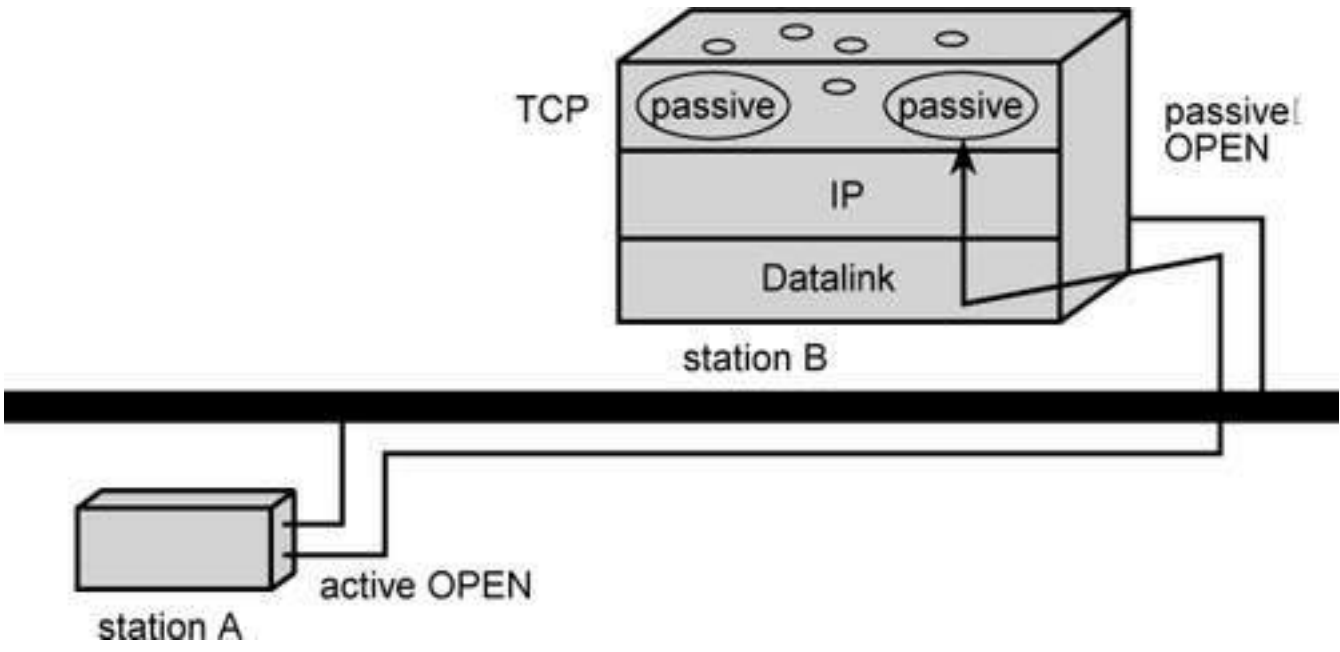 TCP
passive
passive
passive
OPEN
IP
Datalink
station B
active OPEN
station A